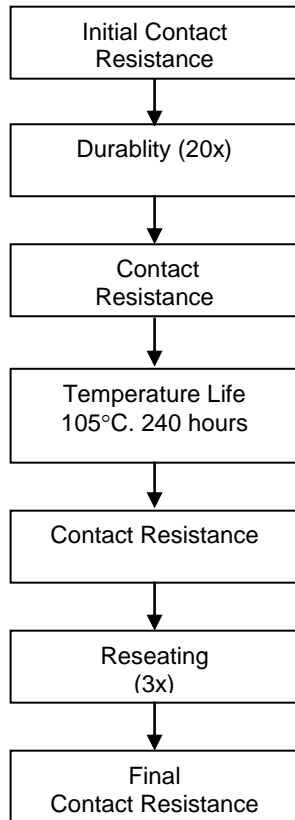 Initial Contact
Resistance
Durablity (20x)
Contact
Resistance
Temperature Life
105°C. 240 hours
Contact Resistance
Reseating
(3x)
Final
Contact Resistance